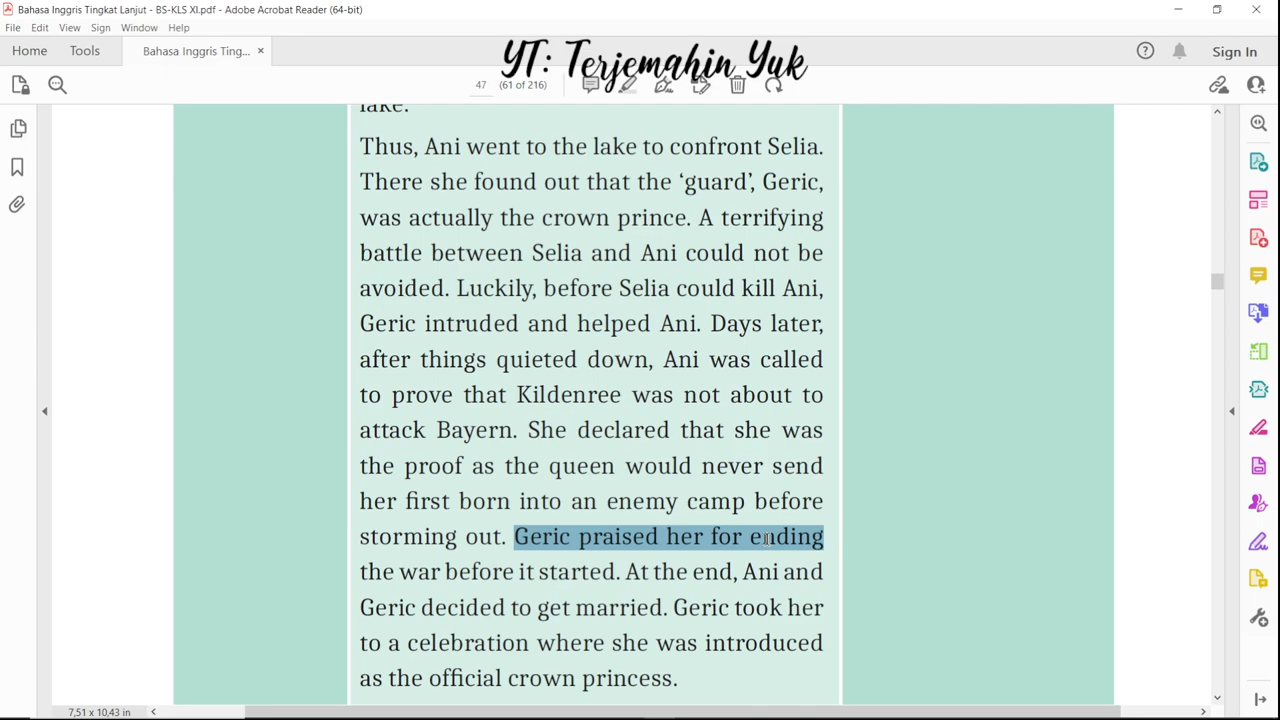 Bahasa Inggris Tingkat Lanjut - BS-KLS XI.pdf - Adobe Acrobat Reader (64-bit)
File Edit View Sign Window Help
Home Tools Bahasa Inggris Ting... × Sign In
YT: Terjemahin Yuk
47 (61 of 216)
lake.
Thus, Ani went to the lake to confront Selia.
There she found out that the ‘guard’, Geric,
was actually the crown prince. A terrifying
battle between Selia and Ani could not be
avoided. Luckily, before Selia could kill Ani,
Geric intruded and helped Ani. Days later,
after things quieted down, Ani was called
to prove that Kildenree was not about to
attack Bayern. She declared that she was
the proof as the queen would never send
her first born into an enemy camp before
storming out. Geric praised her for ending
the war before it started. At the end, Ani and
Geric decided to get married. Geric took her
to a celebration where she was introduced
as the official crown princess.
7,51 x 10,43 in